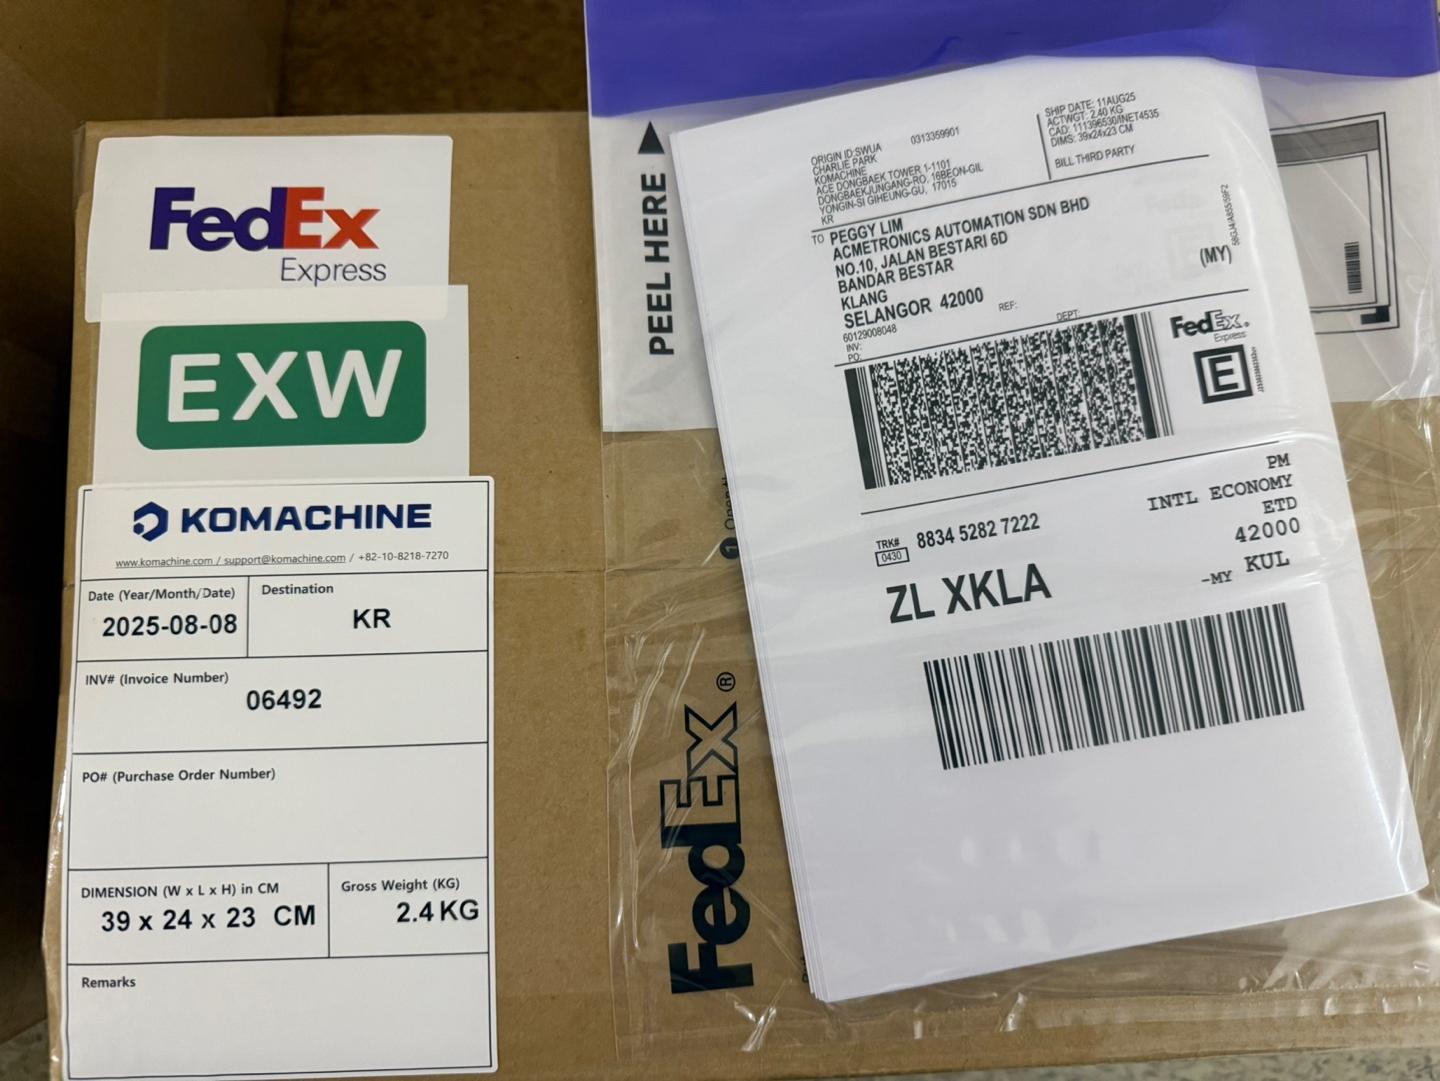 FedEx
Express
EXW
KOMACHINE
www.komachine.com / support@komachine.com / +82-10-8218-7270
Date (Year/Month/Date)
2025-08-08
Destination
KR
INV# (Invoice Number)
06492
PO# (Purchase Order Number)
DIMENSION (W x L x H) in CM
39 x 24 x 23 CM
Gross Weight (KG)
2.4 KG
Remarks
PEEL HERE
FedEx®
ORIGIN ID:SWUA 0313359901
CHARLIE PARK
KOMACHINE
ACE DONGBAEK TOWER 1-1101
DONGBAEKJUNGANG-RO, 16BEON-GIL
YONGIN-SI GIHEUNG-GU, 17015
KR
SHIP DATE: 11AUG25
ACTWGT: 2.40 KG
CAD: 111396530/INET4535
DIMS: 39x24x23 CM
BILL THIRD PARTY
TO PEGGY LIM
ACMETRONICS AUTOMATION SDN BHD
NO.10, JALAN BESTARI 6D
BANDAR BESTAR
KLANG
SELANGOR 42000
(MY)
60129008048
REF:
INV:
PO:
DEPT:
FedEx
Express
E
TRK#
0430
8834 5282 7222
PM
INTL ECONOMY
ETD
42000
-MY KUL
ZL XKLA